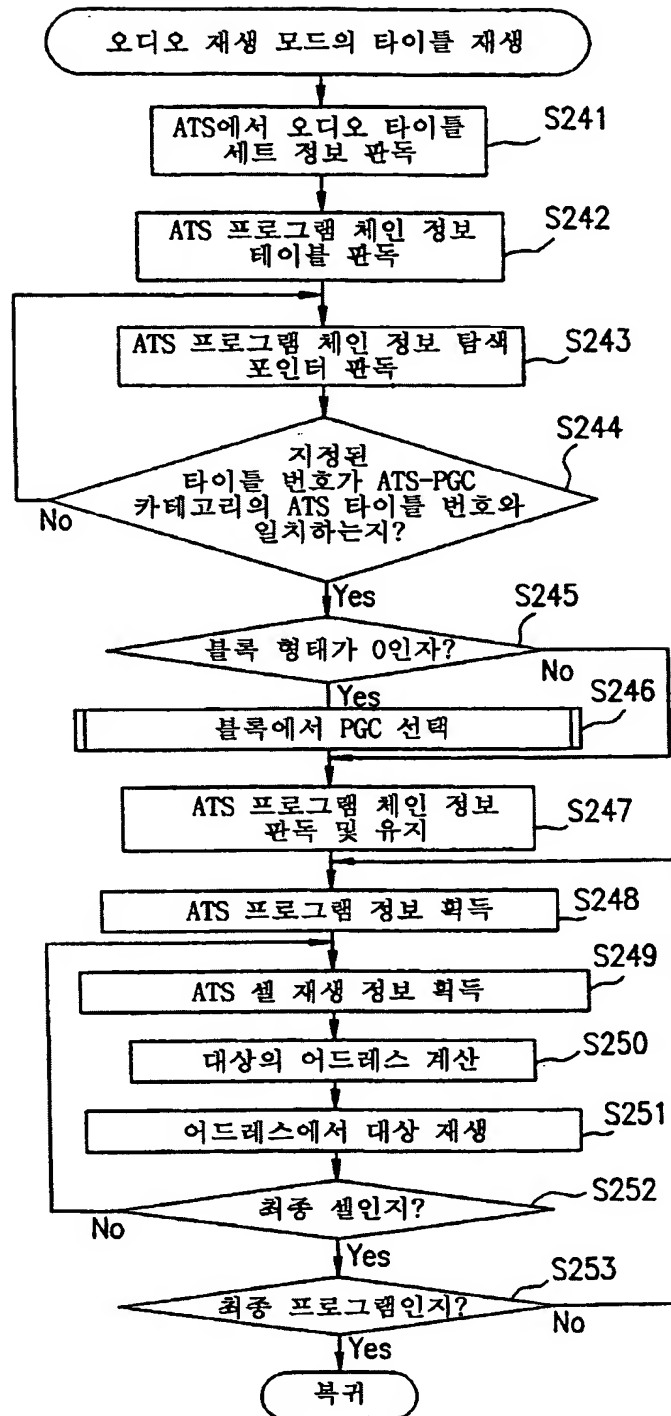 오디오 재생 모드의 타이틀 재생
ATS에서 오디오 타이틀
세트 정보 판독
S241
ATS 프로그램 체인 정보
테이블 판독
S242
ATS 프로그램 체인 정보 탐색
포인터 판독
S243
지정된
타이틀 번호가 ATS-PGC
카테고리의 ATS 타이틀 번호와
일치하는지?
S244
No
Yes
블록 형태가 0인자?
S245
No
Yes
블록에서 PGC 선택
S246
ATS 프로그램 체인 정보
판독 및 유지
S247
ATS 프로그램 정보 획득
S248
ATS 셀 재생 정보 획득
S249
대상의 어드레스 계산
S250
어드레스에서 대상 재생
S251
최종 셀인지?
S252
No
Yes
최종 프로그램인지?
S253
No
Yes
복귀